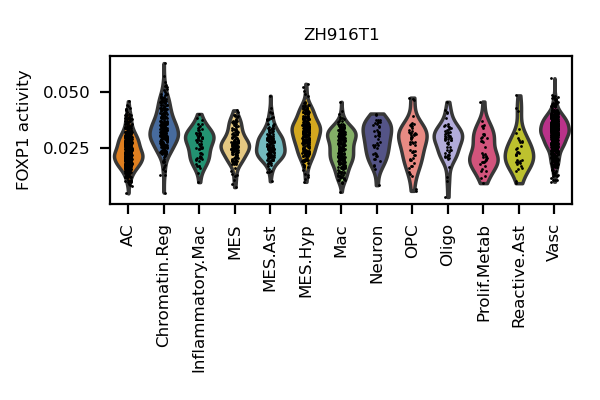 ZH916T1
FOXP1 activity
0.050
0.025
AC
Chromatin.Reg
Inflammatory.Mac
MES
MES.Ast
MES.Hyp
Mac
Neuron
OPC
Oligo
Prolif.Metab
Reactive.Ast
Vasc